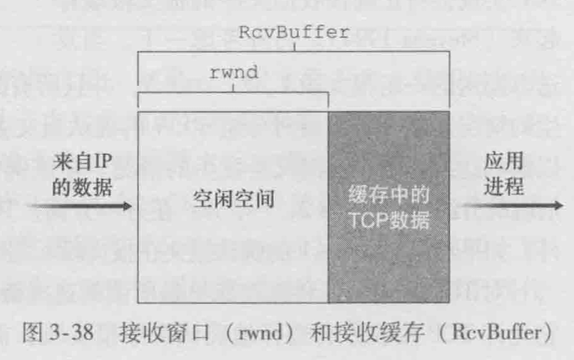 RcvBuffer
rwnd
来自IP
的数据
空闲空间
缓存中的
TCP数据
应用
进程
图 3-38 接收窗口（rwnd）和接收缓存（RcvBuffer）